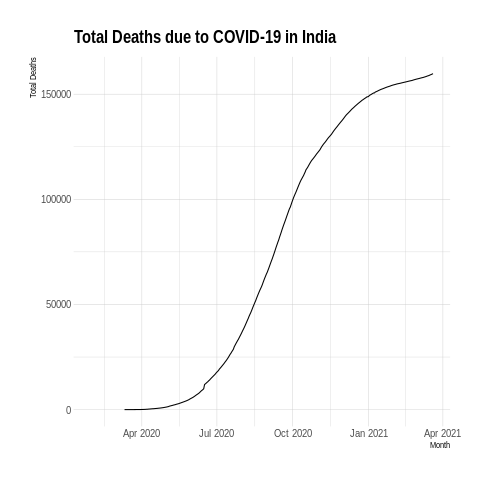 Total Deaths due to COVID-19 in India
Total Deaths
150000
100000
50000
0
Apr 2020 Jul 2020 Oct 2020 Jan 2021 Apr 2021
Month